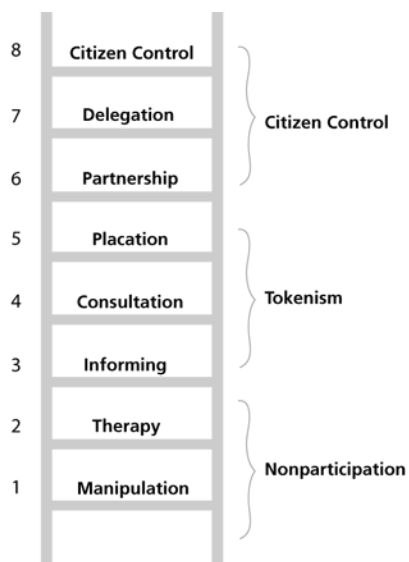 8 Citizen Control
7 Delegation
Citizen Control
6 Partnership
5 Placation
4 Consultation
Tokenism
3 Informing
2 Therapy
1 Manipulation
Nonparticipation